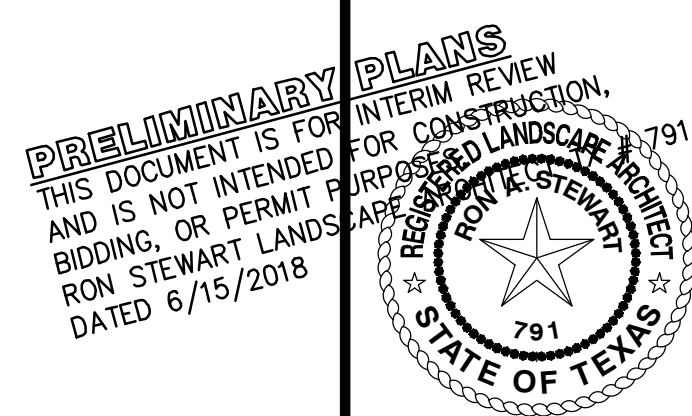 PRELIMINARY PLANS
THIS DOCUMENT IS FOR INTERIM REVIEW
AND IS NOT INTENDED FOR CONSTRUCTION,
BIDDING, OR PERMIT PURPOSES.
RON STEWART LANDSCAPE ARCHITECT TX # 791
DATED 6/15/2018
REGISTERED LANDSCAPE ARCHITECT
RON A. STEWART
791
STATE OF TEXAS